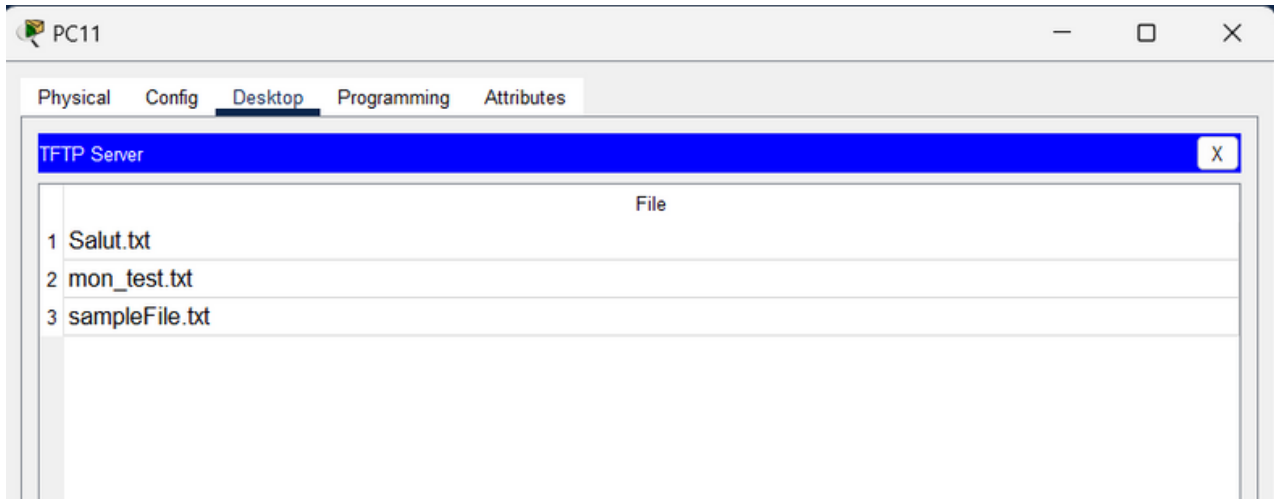 PC11
Physical Config Desktop Programming Attributes
TFTP Server X
File
1 Salut.txt
2 mon_test.txt
3 sampleFile.txt